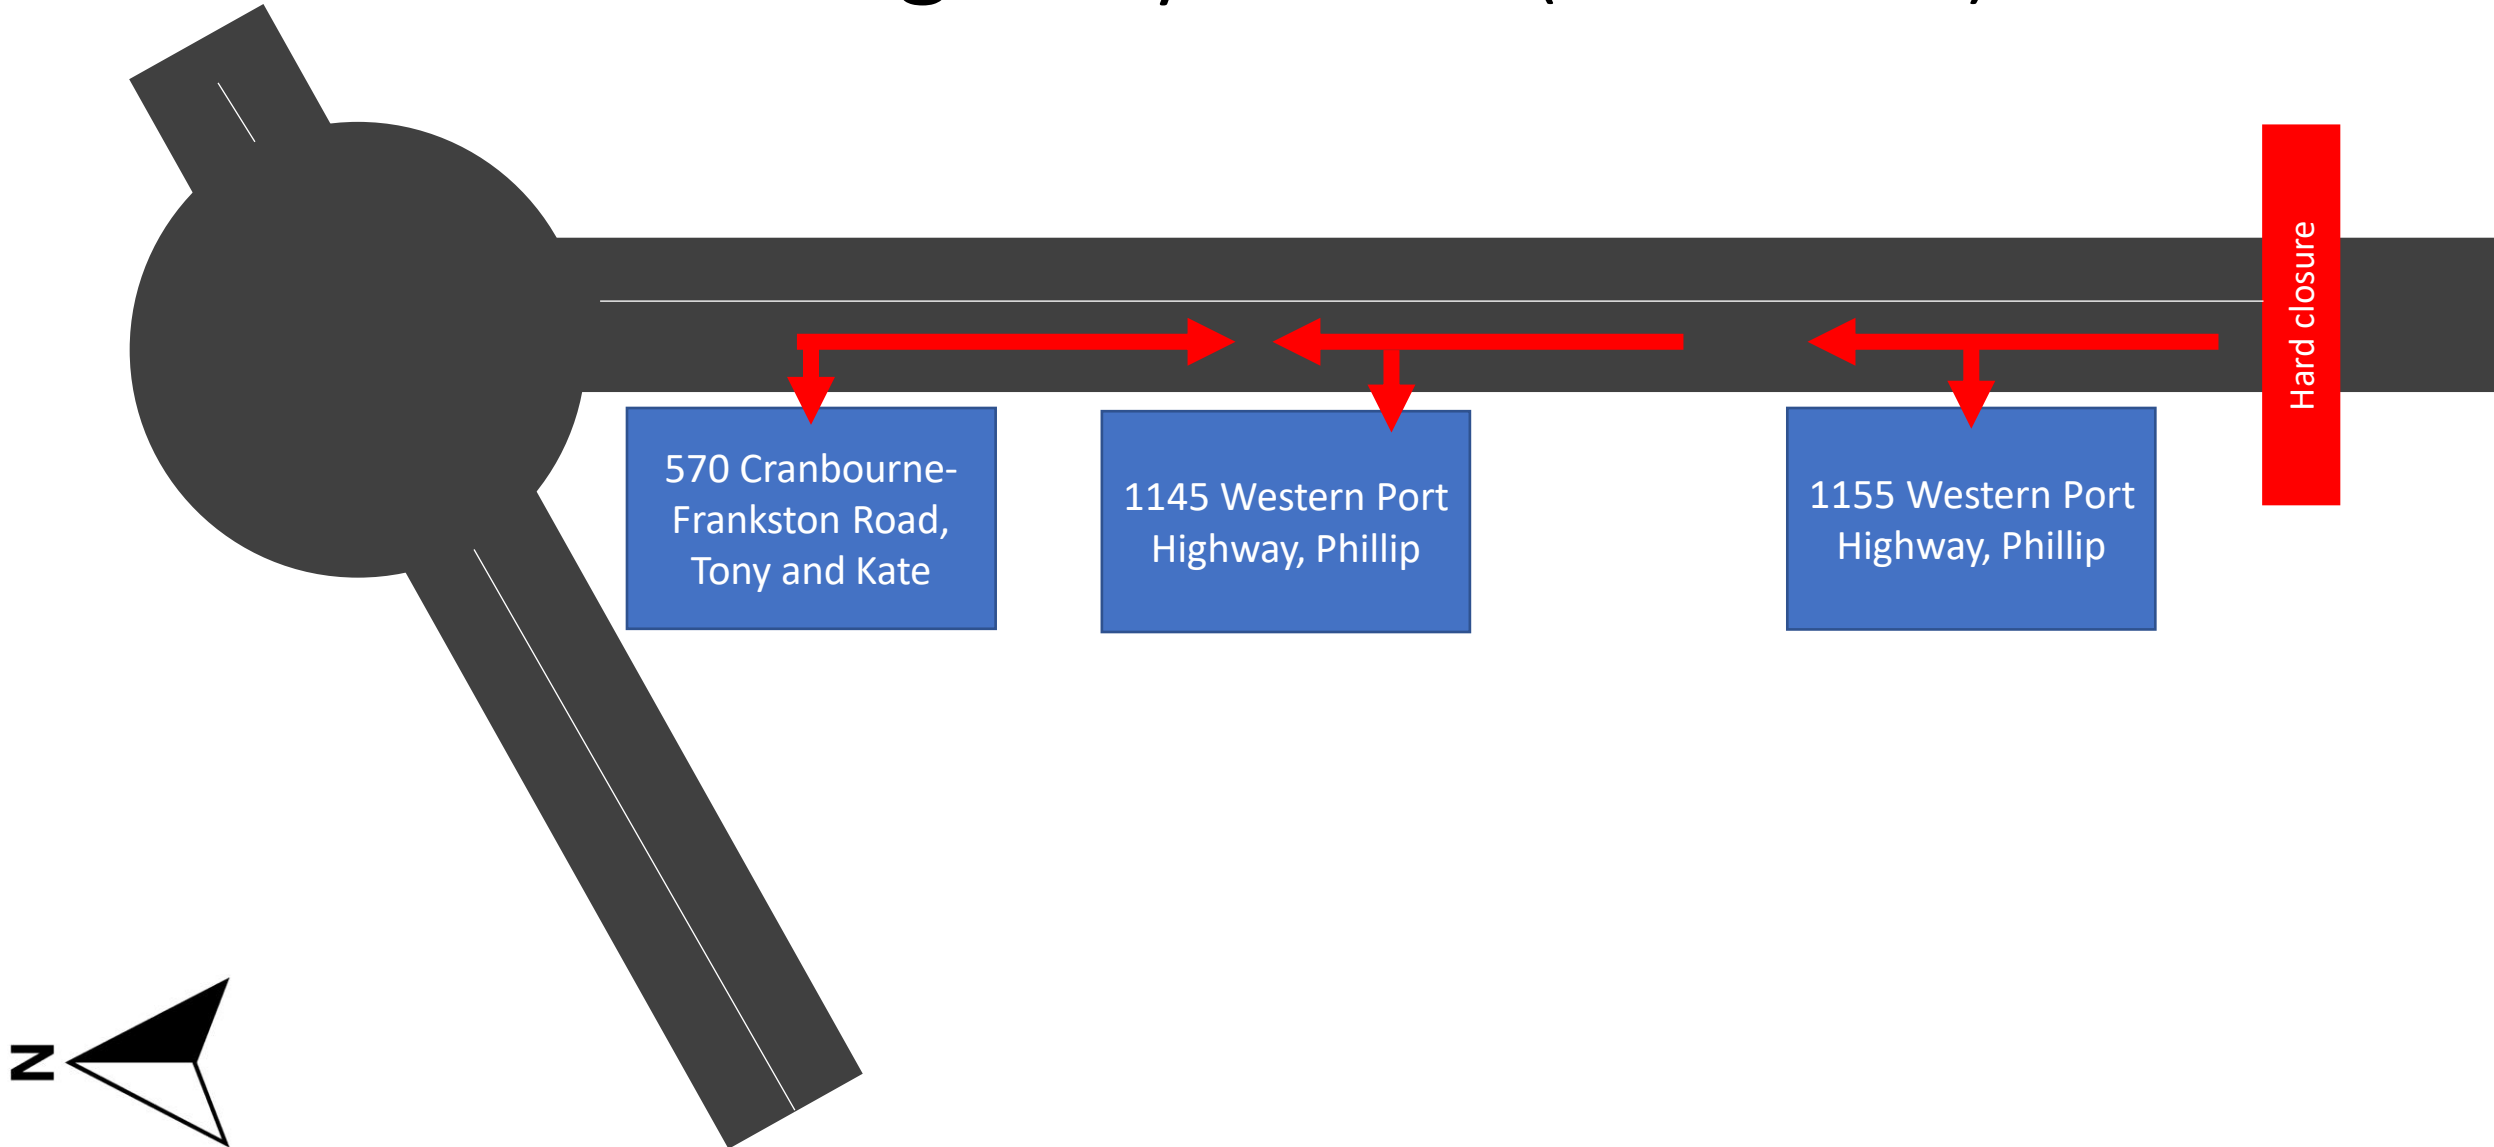 Hard closure
570 Cranbourne-
Frankston Road,
Tony and Kate
1145 Western Port
Highway, Phillip
1155 Western Port
Highway, Phillip
N